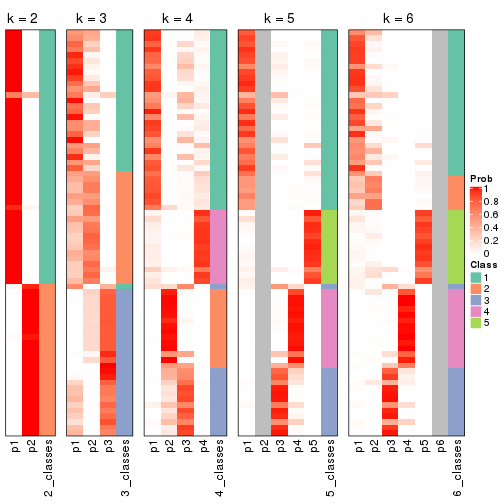 k = 2 k = 3 k = 4 k = 5 k = 6
Prob
1
0.8
0.6
0.4
0.2
0
Class
1
2
3
4
5
p1 p2 2_classes p1 p2 p3 3_classes p1 p2 p3 p4 4_classes p1 p2 p3 p4 p5 5_classes p1 p2 p3 p4 p5 p6 6_classes